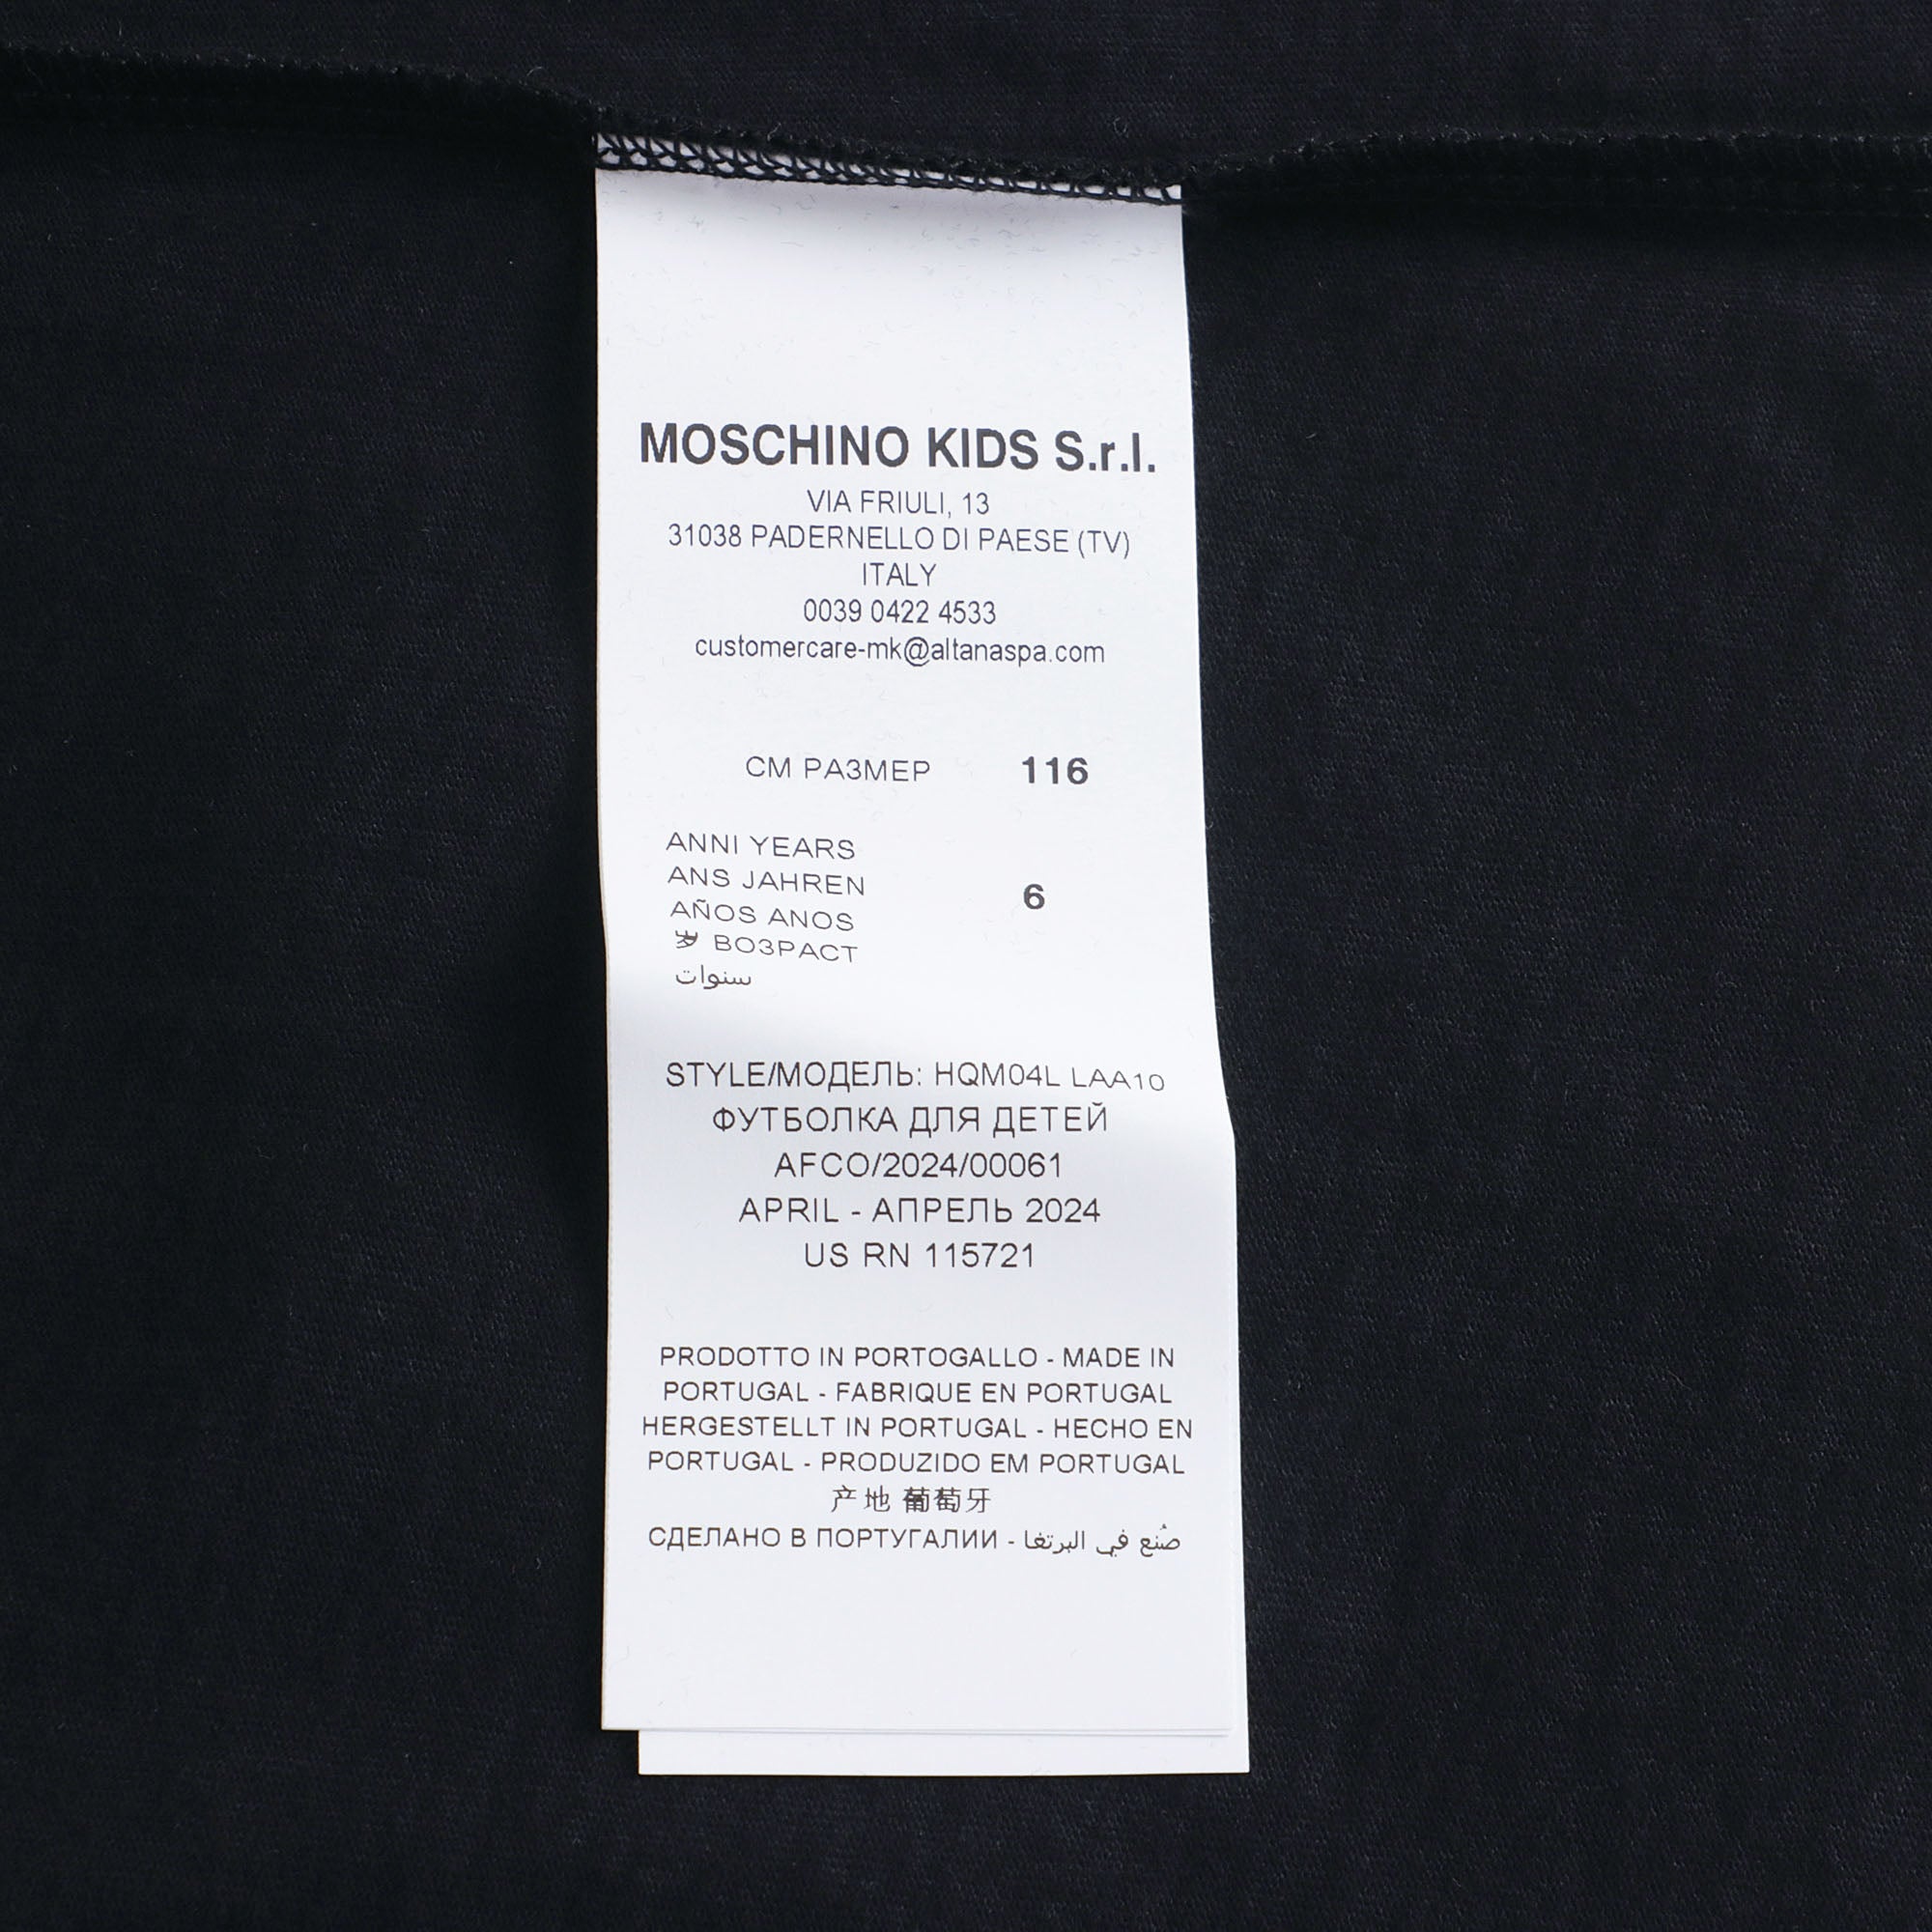 MOSCHINO KIDS S.r.l.
VIA FRIULI, 13
31038 PADERNELLO DI PAESE (TV)
ITALY
0039 0422 4533
customercare-mk@altanaspa.com
СМ РАЗМЕР 116
ANNI YEARS
ANS JAHREN
AÑOS ANOS
岁 ВОЗРАСТ
سنوات
6
STYLE/МОДЕЛЬ: HQM04L LAA10
ФУТБОЛКА ДЛЯ ДЕТЕЙ
AFCO/2024/00061
APRIL - АПРЕЛЬ 2024
US RN 115721
PRODOTTO IN PORTOGALLO - MADE IN
PORTUGAL - FABRIQUE EN PORTUGAL
HERGESTELLT IN PORTUGAL - HECHO EN
PORTUGAL - PRODUZIDO EM PORTUGAL
产地 葡萄牙
СДЕЛАНО В ПОРТУГАЛИИ - صُنع في البرتغا